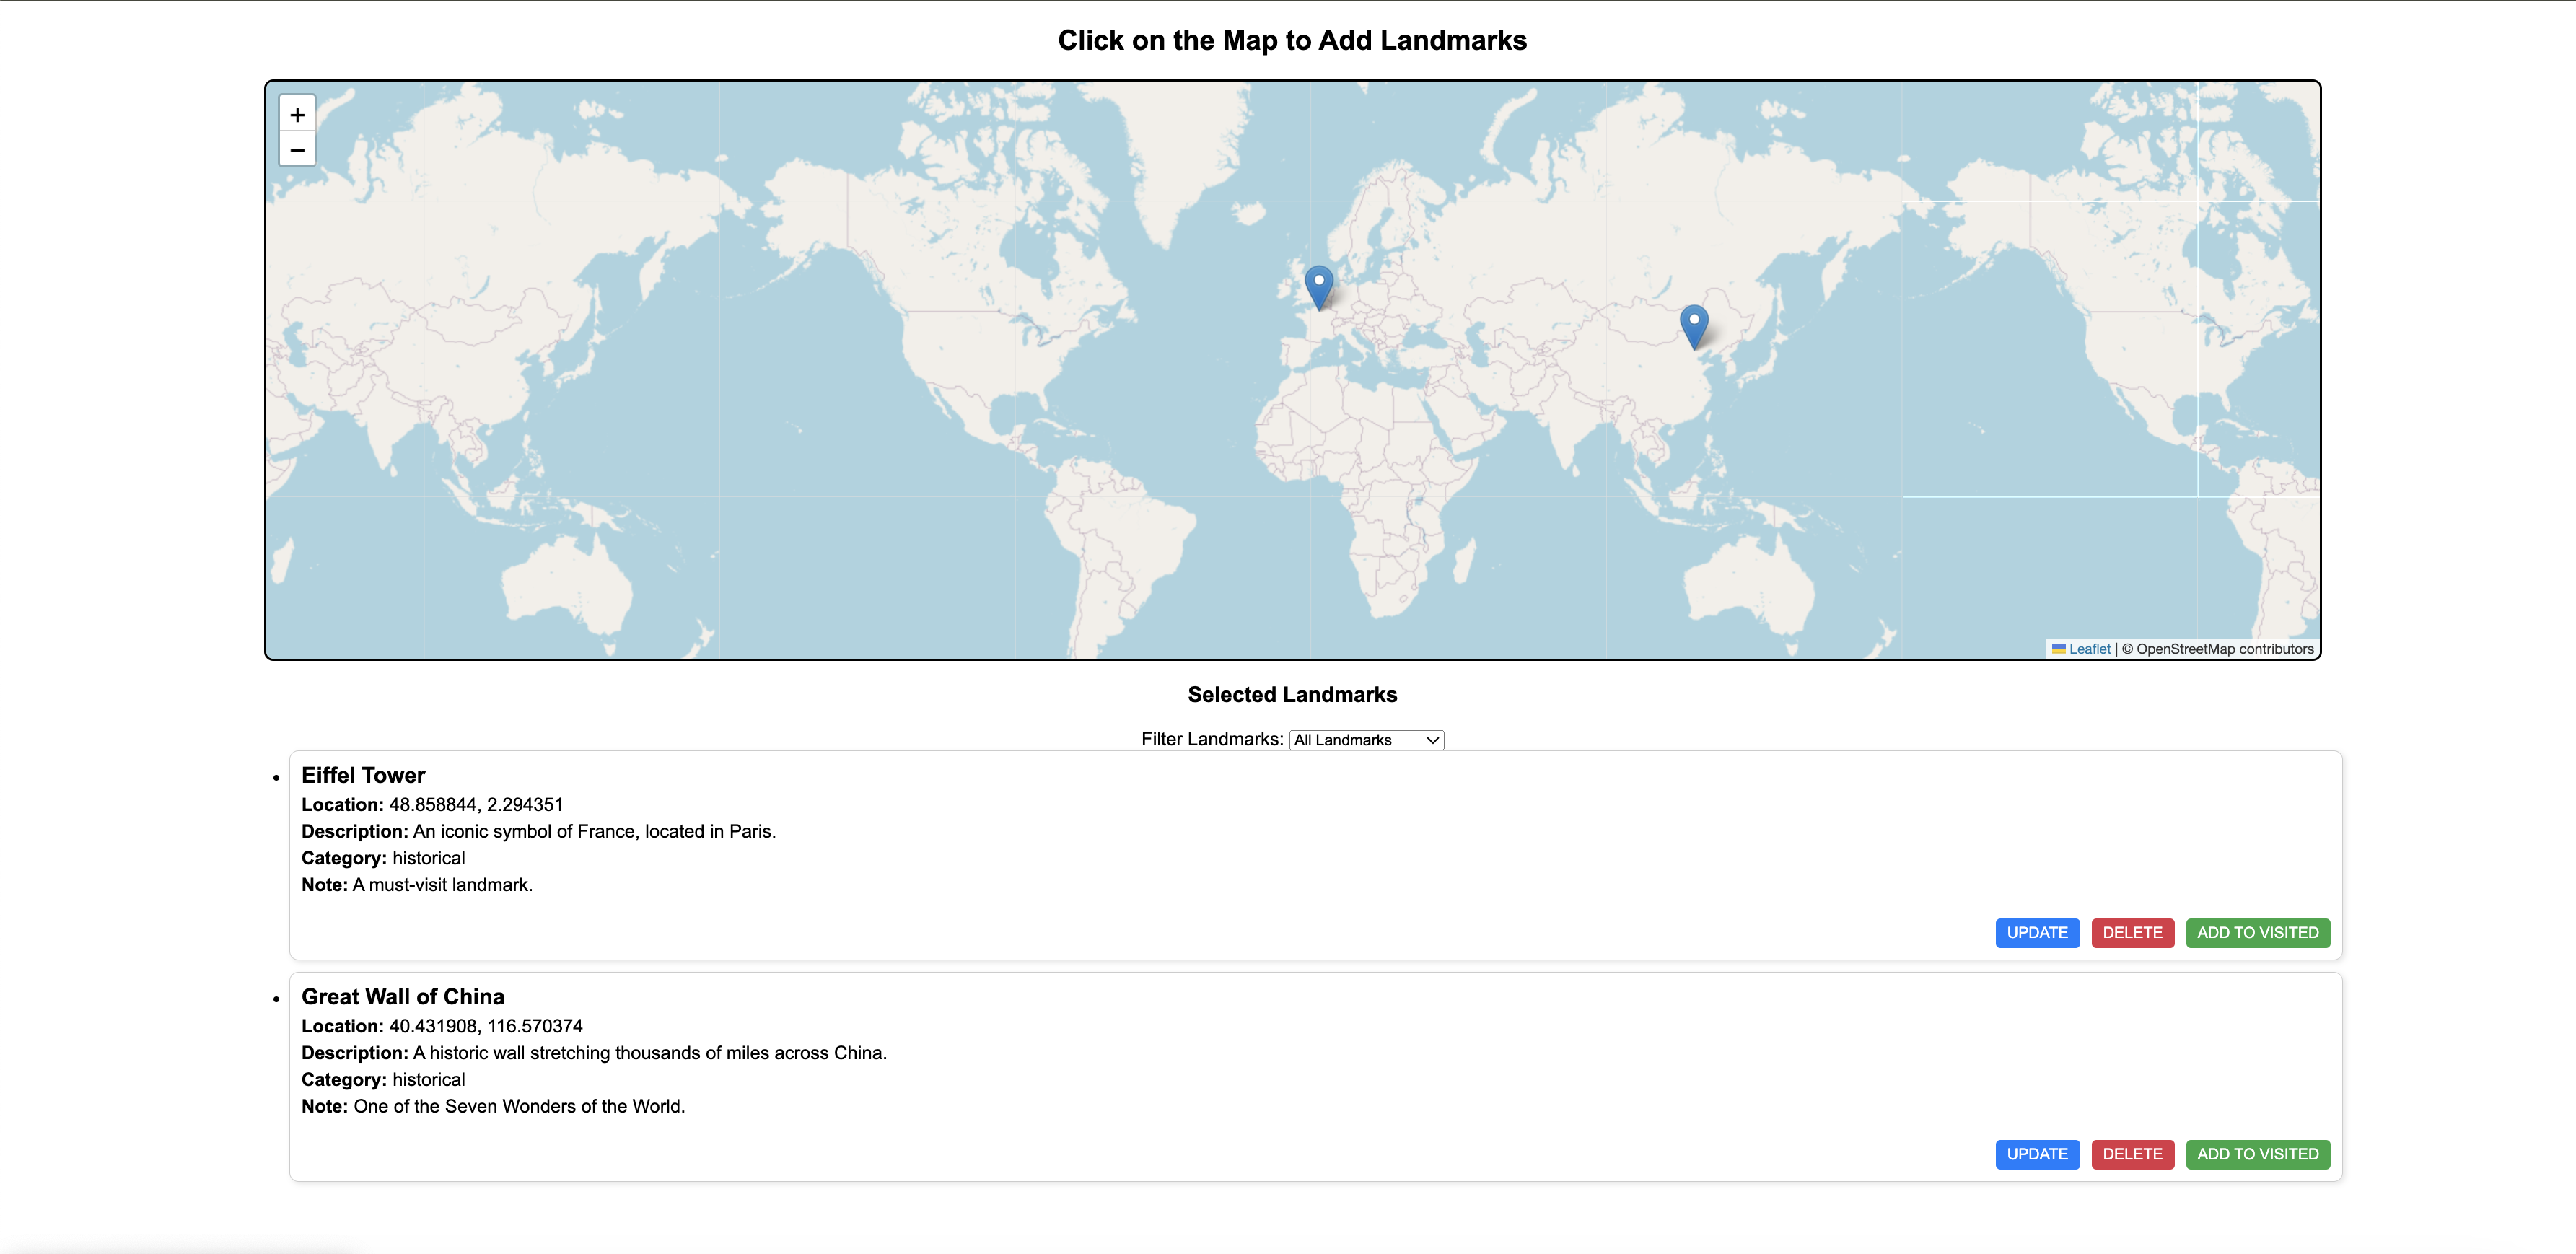 Click on the Map to Add Landmarks
+
−
Leaflet | © OpenStreetMap contributors
Selected Landmarks
Filter Landmarks: All Landmarks
• Eiffel Tower
Location: 48.858844, 2.294351
Description: An iconic symbol of France, located in Paris.
Category: historical
Note: A must-visit landmark.
UPDATE DELETE ADD TO VISITED
• Great Wall of China
Location: 40.431908, 116.570374
Description: A historic wall stretching thousands of miles across China.
Category: historical
Note: One of the Seven Wonders of the World.
UPDATE DELETE ADD TO VISITED